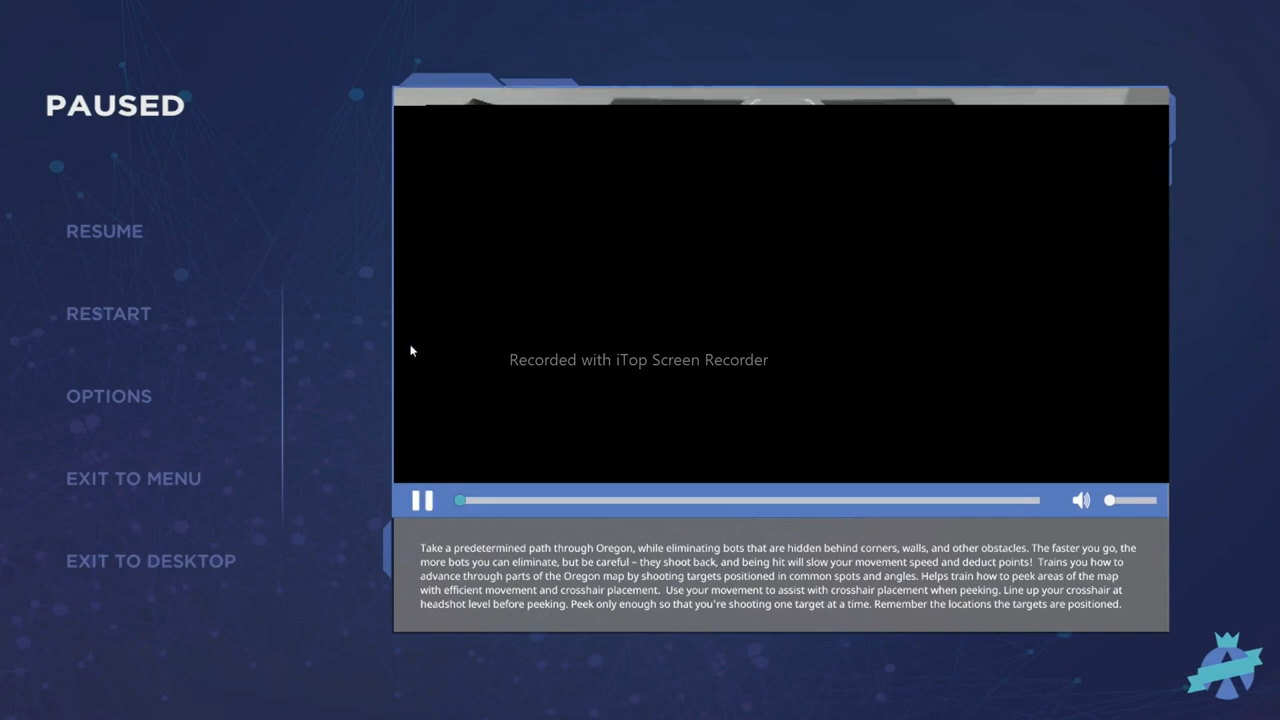 PAUSED
RESUME
RESTART
OPTIONS
EXIT TO MENU
EXIT TO DESKTOP
Recorded with iTop Screen Recorder
Take a predetermined path through Oregon, while eliminating bots that are hidden behind corners, walls, and other obstacles. The faster you go, the
more bots you can eliminate, but be careful – they shoot back, and being hit will slow your movement speed and deduct points!  Trains you how to
advance through parts of the Oregon map by shooting targets positioned in common spots and angles. Helps train how to peek areas of the map
with efficient movement and crosshair placement.  Use your movement to assist with crosshair placement when peeking. Line up your crosshair at
headshot level before peeking. Peek only enough so that you're shooting one target at a time. Remember the locations the targets are positioned.